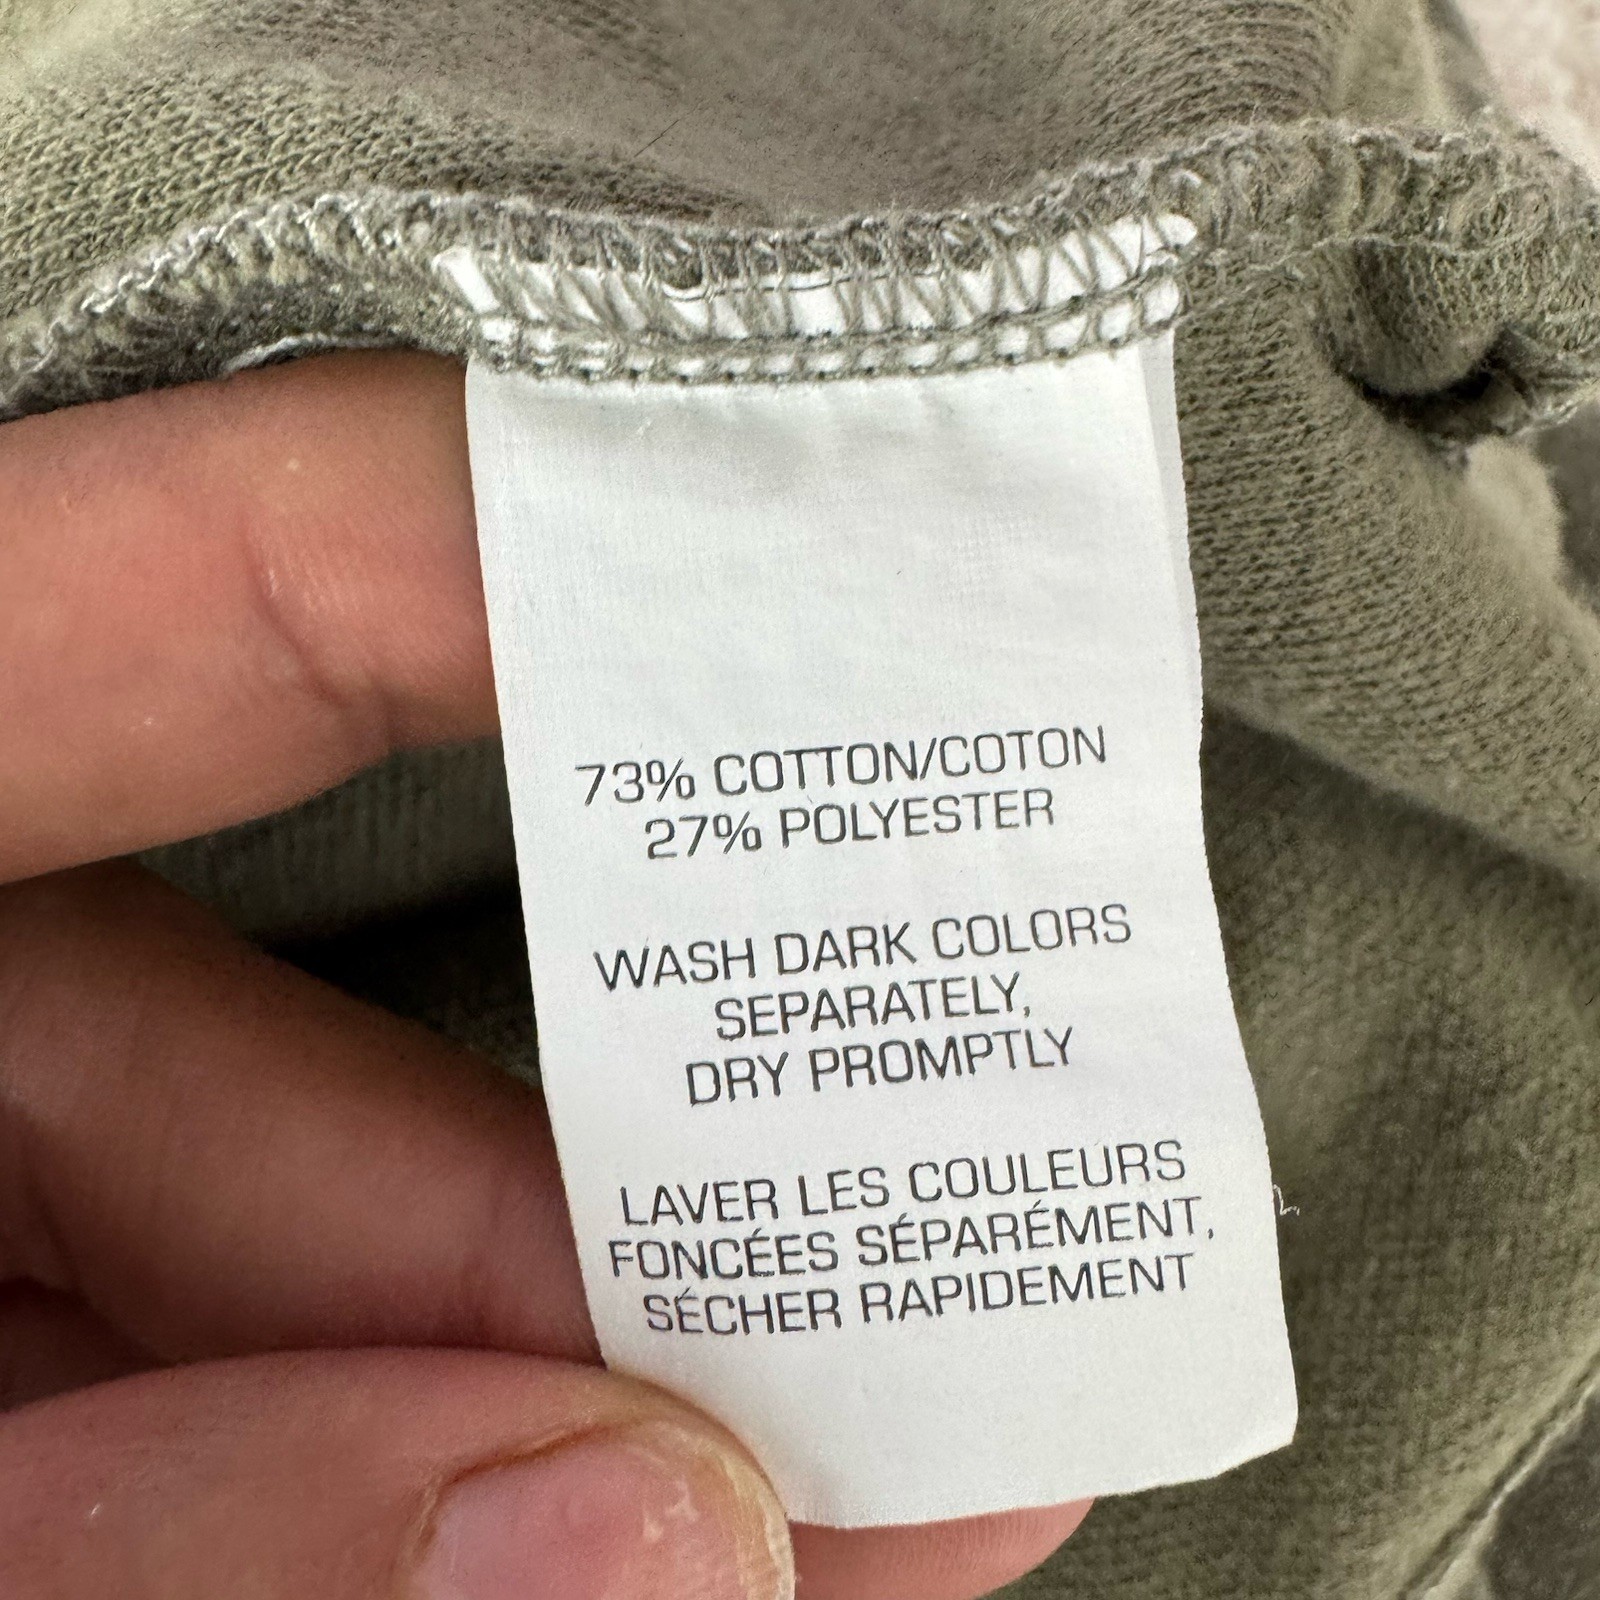 73% COTTON/COTON
27% POLYESTER
WASH DARK COLORS
SEPARATELY,
DRY PROMPTLY
LAVER LES COULEURS
FONCÉES SÉPARÉMENT,
SÉCHER RAPIDEMENT